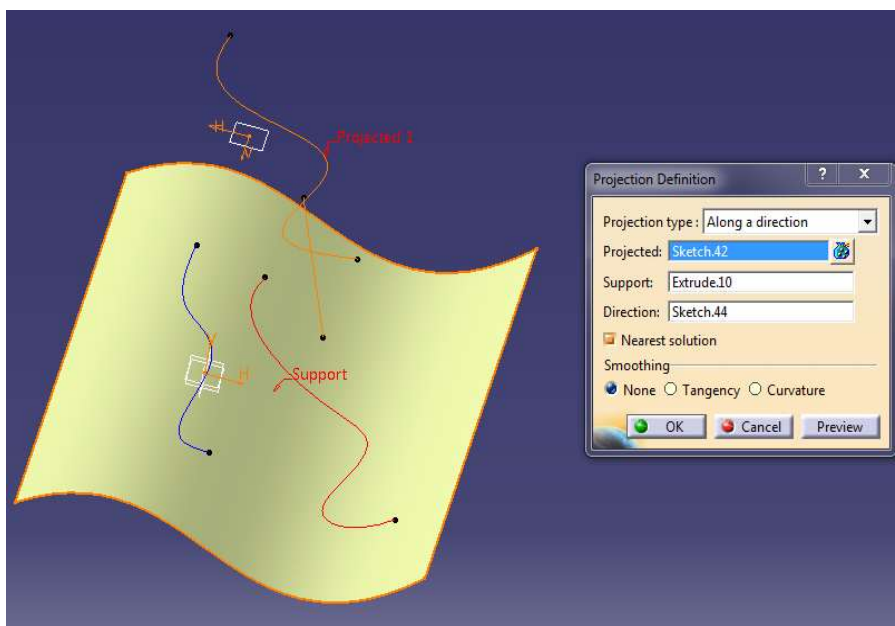 Projected 1
H
Support
H
Projection Definition
? X
Projection type : Along a direction
Projected: Sketch.42
Support: Extrude.10
Direction: Sketch.44
Nearest solution
Smoothing
None Tangency Curvature
OK Cancel Preview